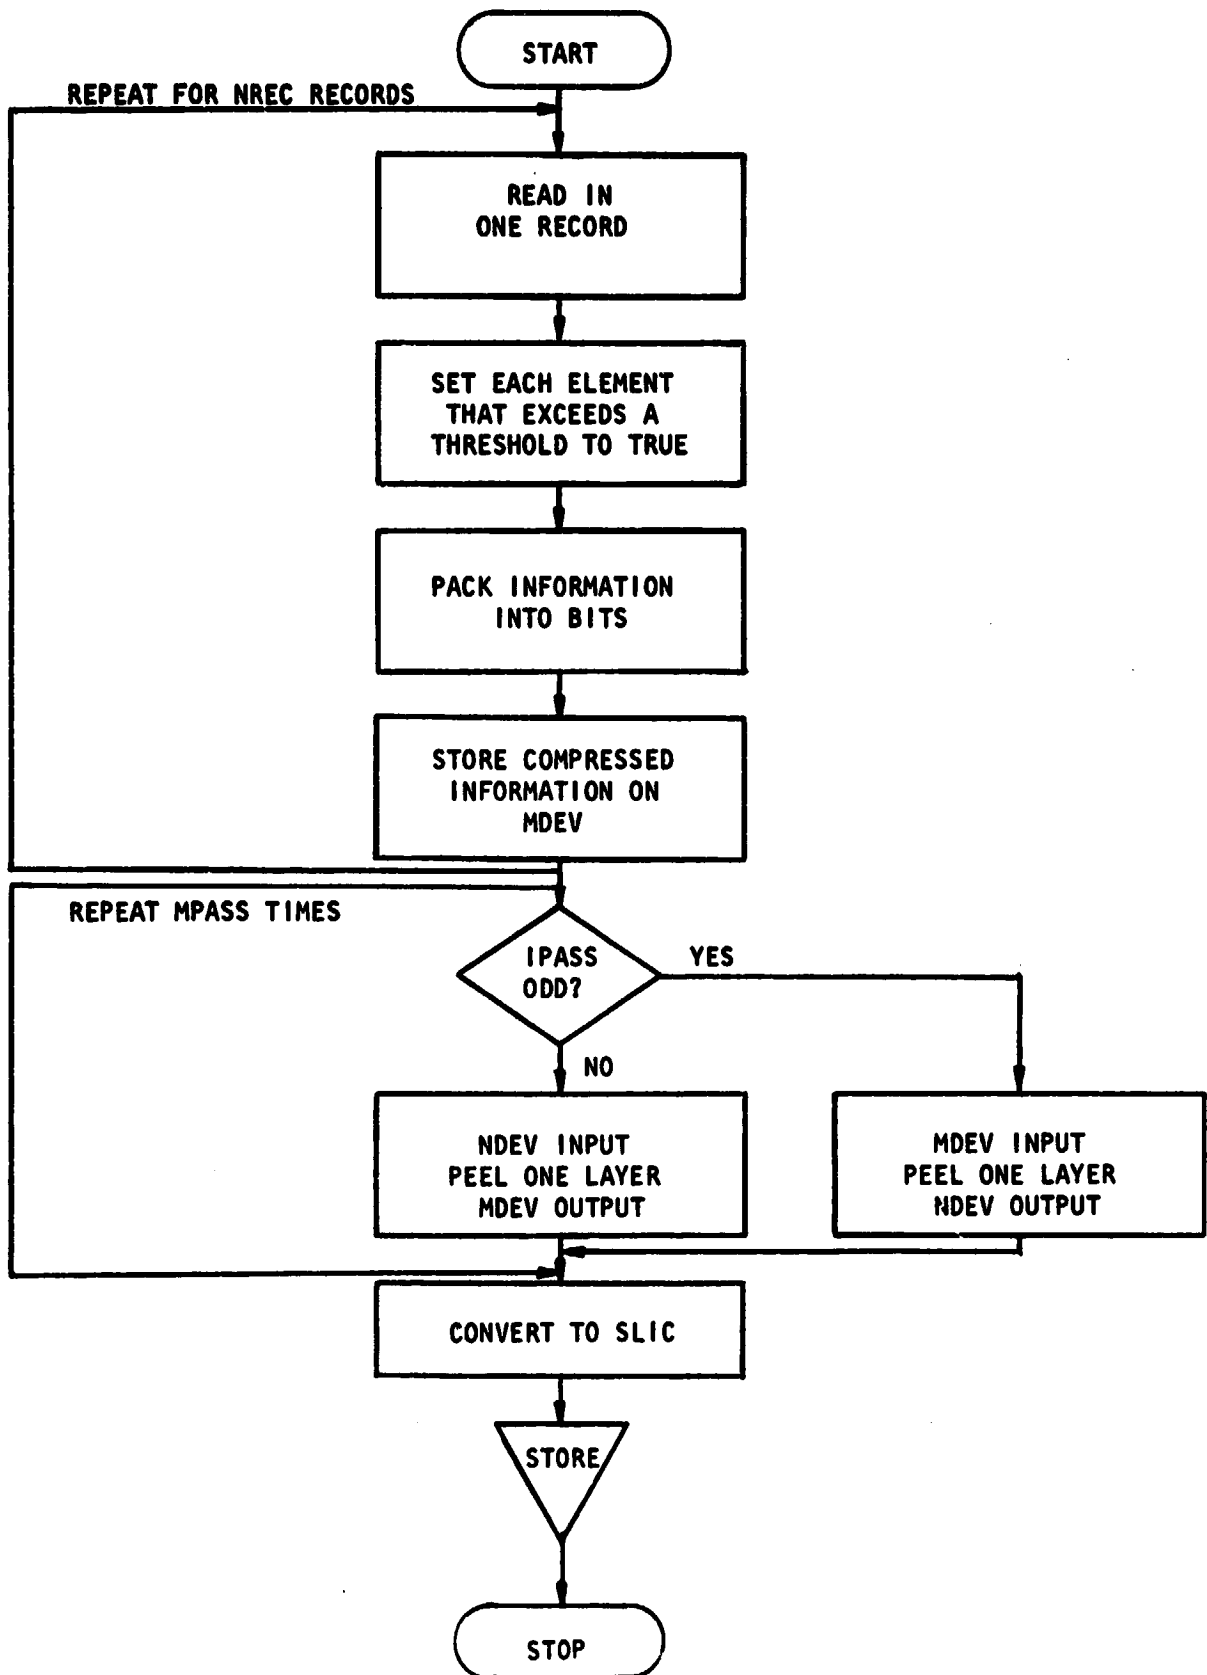 START
REPEAT FOR NREC RECORDS
READ IN
ONE RECORD
SET EACH ELEMENT
THAT EXCEEDS A
THRESHOLD TO TRUE
PACK INFORMATION
INTO BITS
STORE COMPRESSED
INFORMATION ON
MDEV
REPEAT MPASS TIMES
IPASS
ODD?
YES
NO
NDEV INPUT
PEEL ONE LAYER
MDEV OUTPUT
MDEV INPUT
PEEL ONE LAYER
NDEV OUTPUT
CONVERT TO SLIC
STORE
STOP